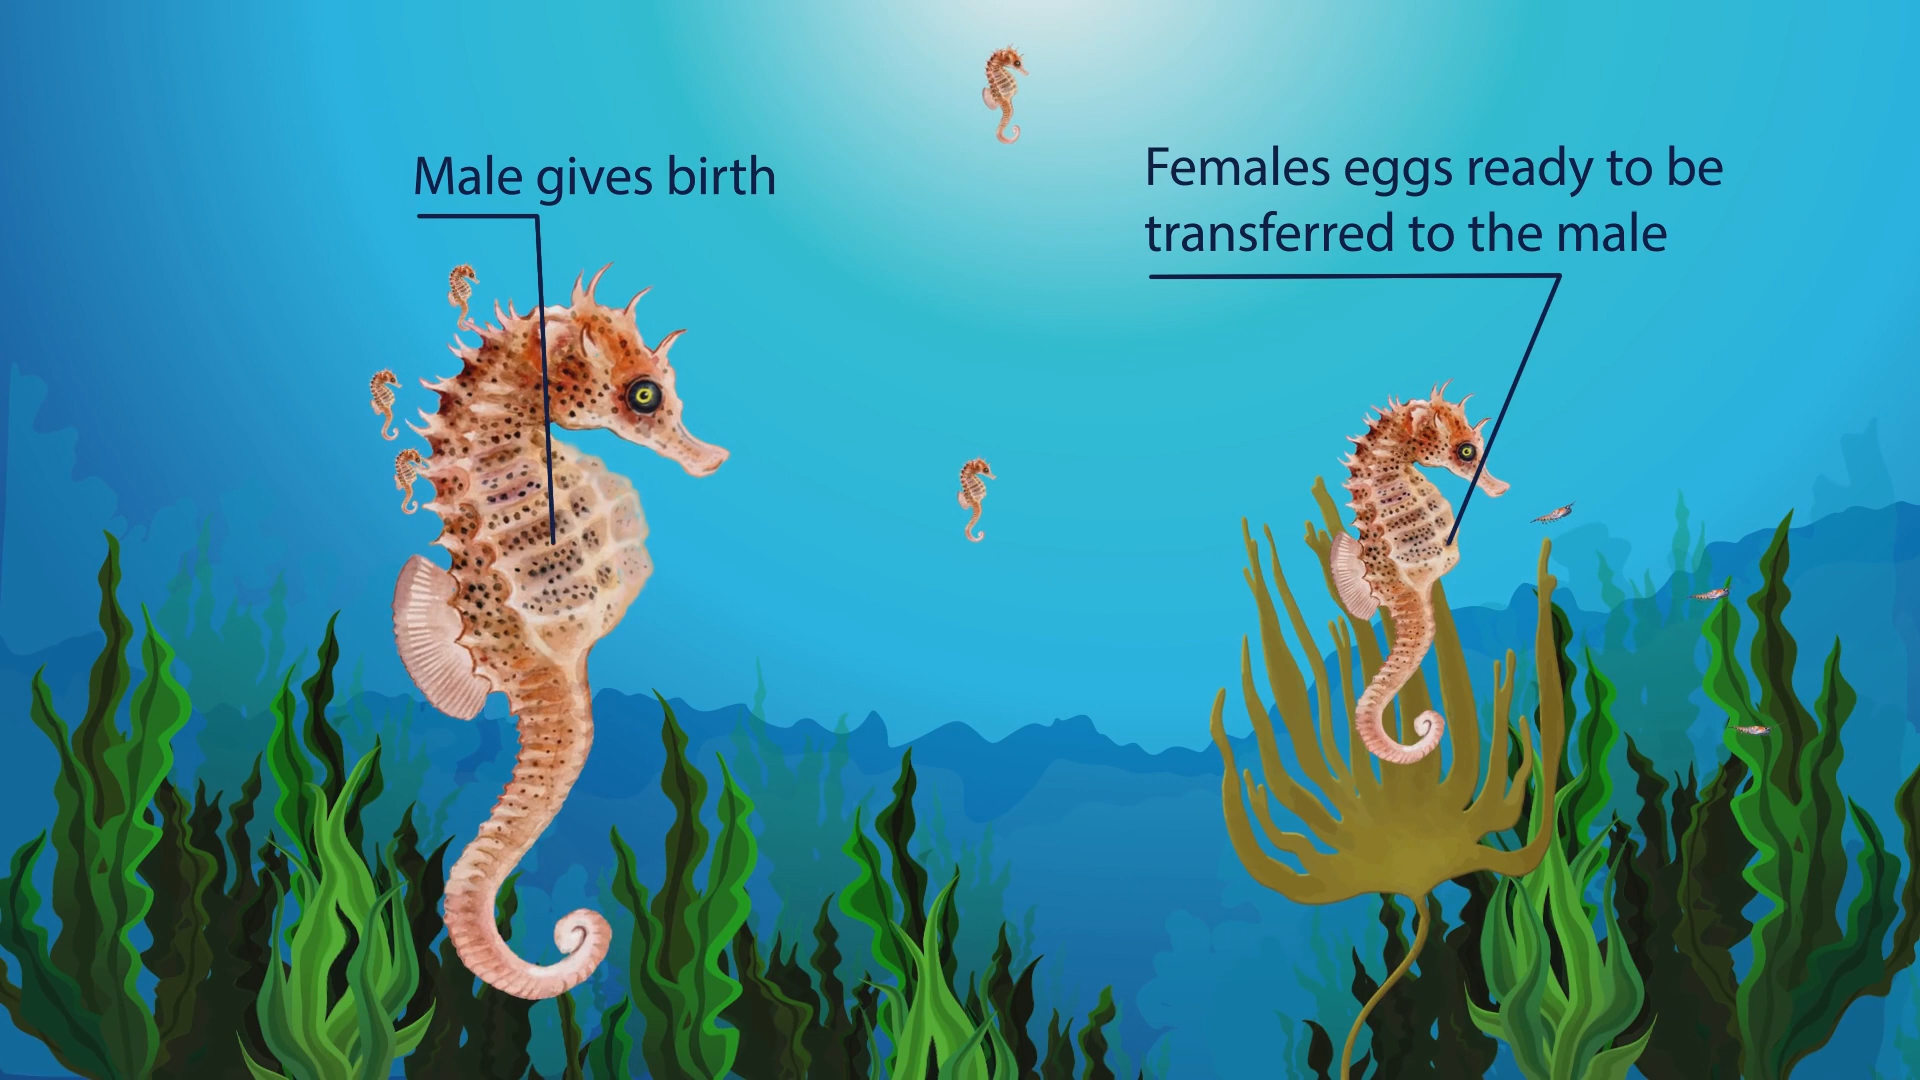 Male gives birth
Females eggs ready to be
transferred to the male